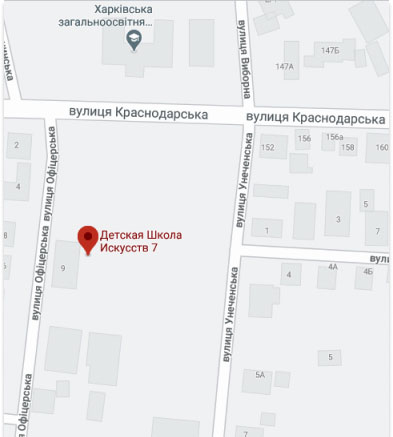 Харківська
загальноосвітня...
вулиця Виборна
147Б
147А
вулиця Краснодарська
вулиця Краснодарська
вулиця Офіцерська
вулиця Унеченська
2
4
152
156
156а
158
160
5
3
7
1
Детская Школа
Искусств 7
9
вулиця Офіцерська
вулиця Унеченська
4
4А
4Б
5
5А
вулиця Офіцерська
7